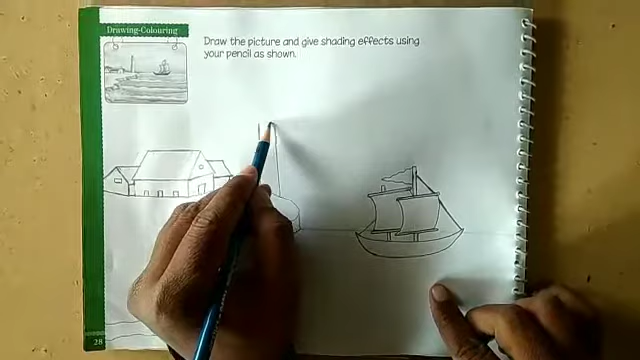 Drawing-Colouring
Draw the picture and give shading effects using
your pencil as shown.
28